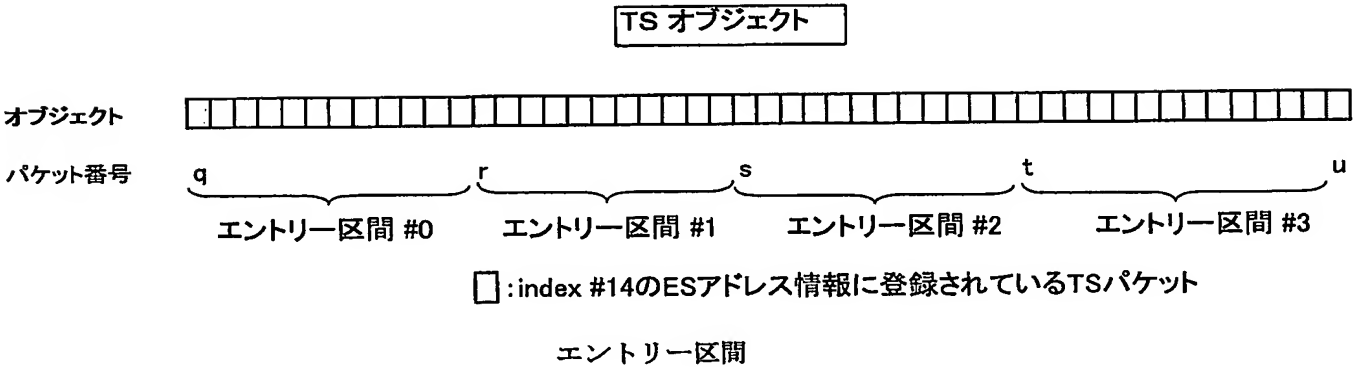 TS オブジェクト
オブジェクト
パケット番号 q r s t u
エントリー区間 #0 エントリー区間 #1 エントリー区間 #2 エントリー区間 #3
:index #14のESアドレス情報に登録されているTSパケット
エントリー区間